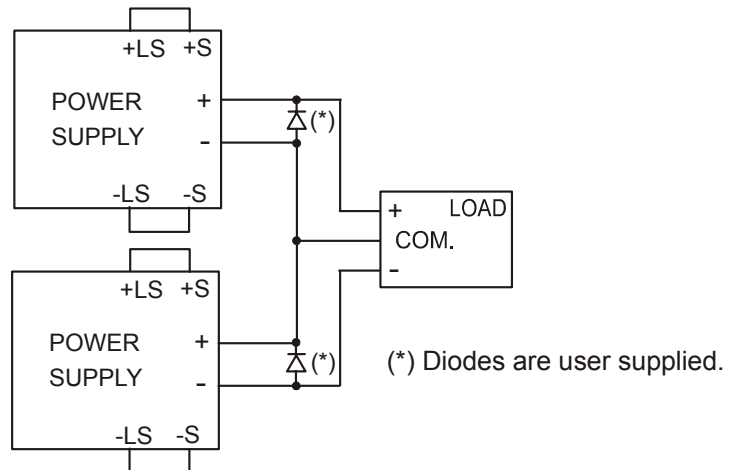 +LS +S
POWER
SUPPLY
+
-
(*)
-LS -S
+ LOAD
COM.
-
+LS +S
POWER
SUPPLY
+
-
(*)
(*) Diodes are user supplied.
-LS -S